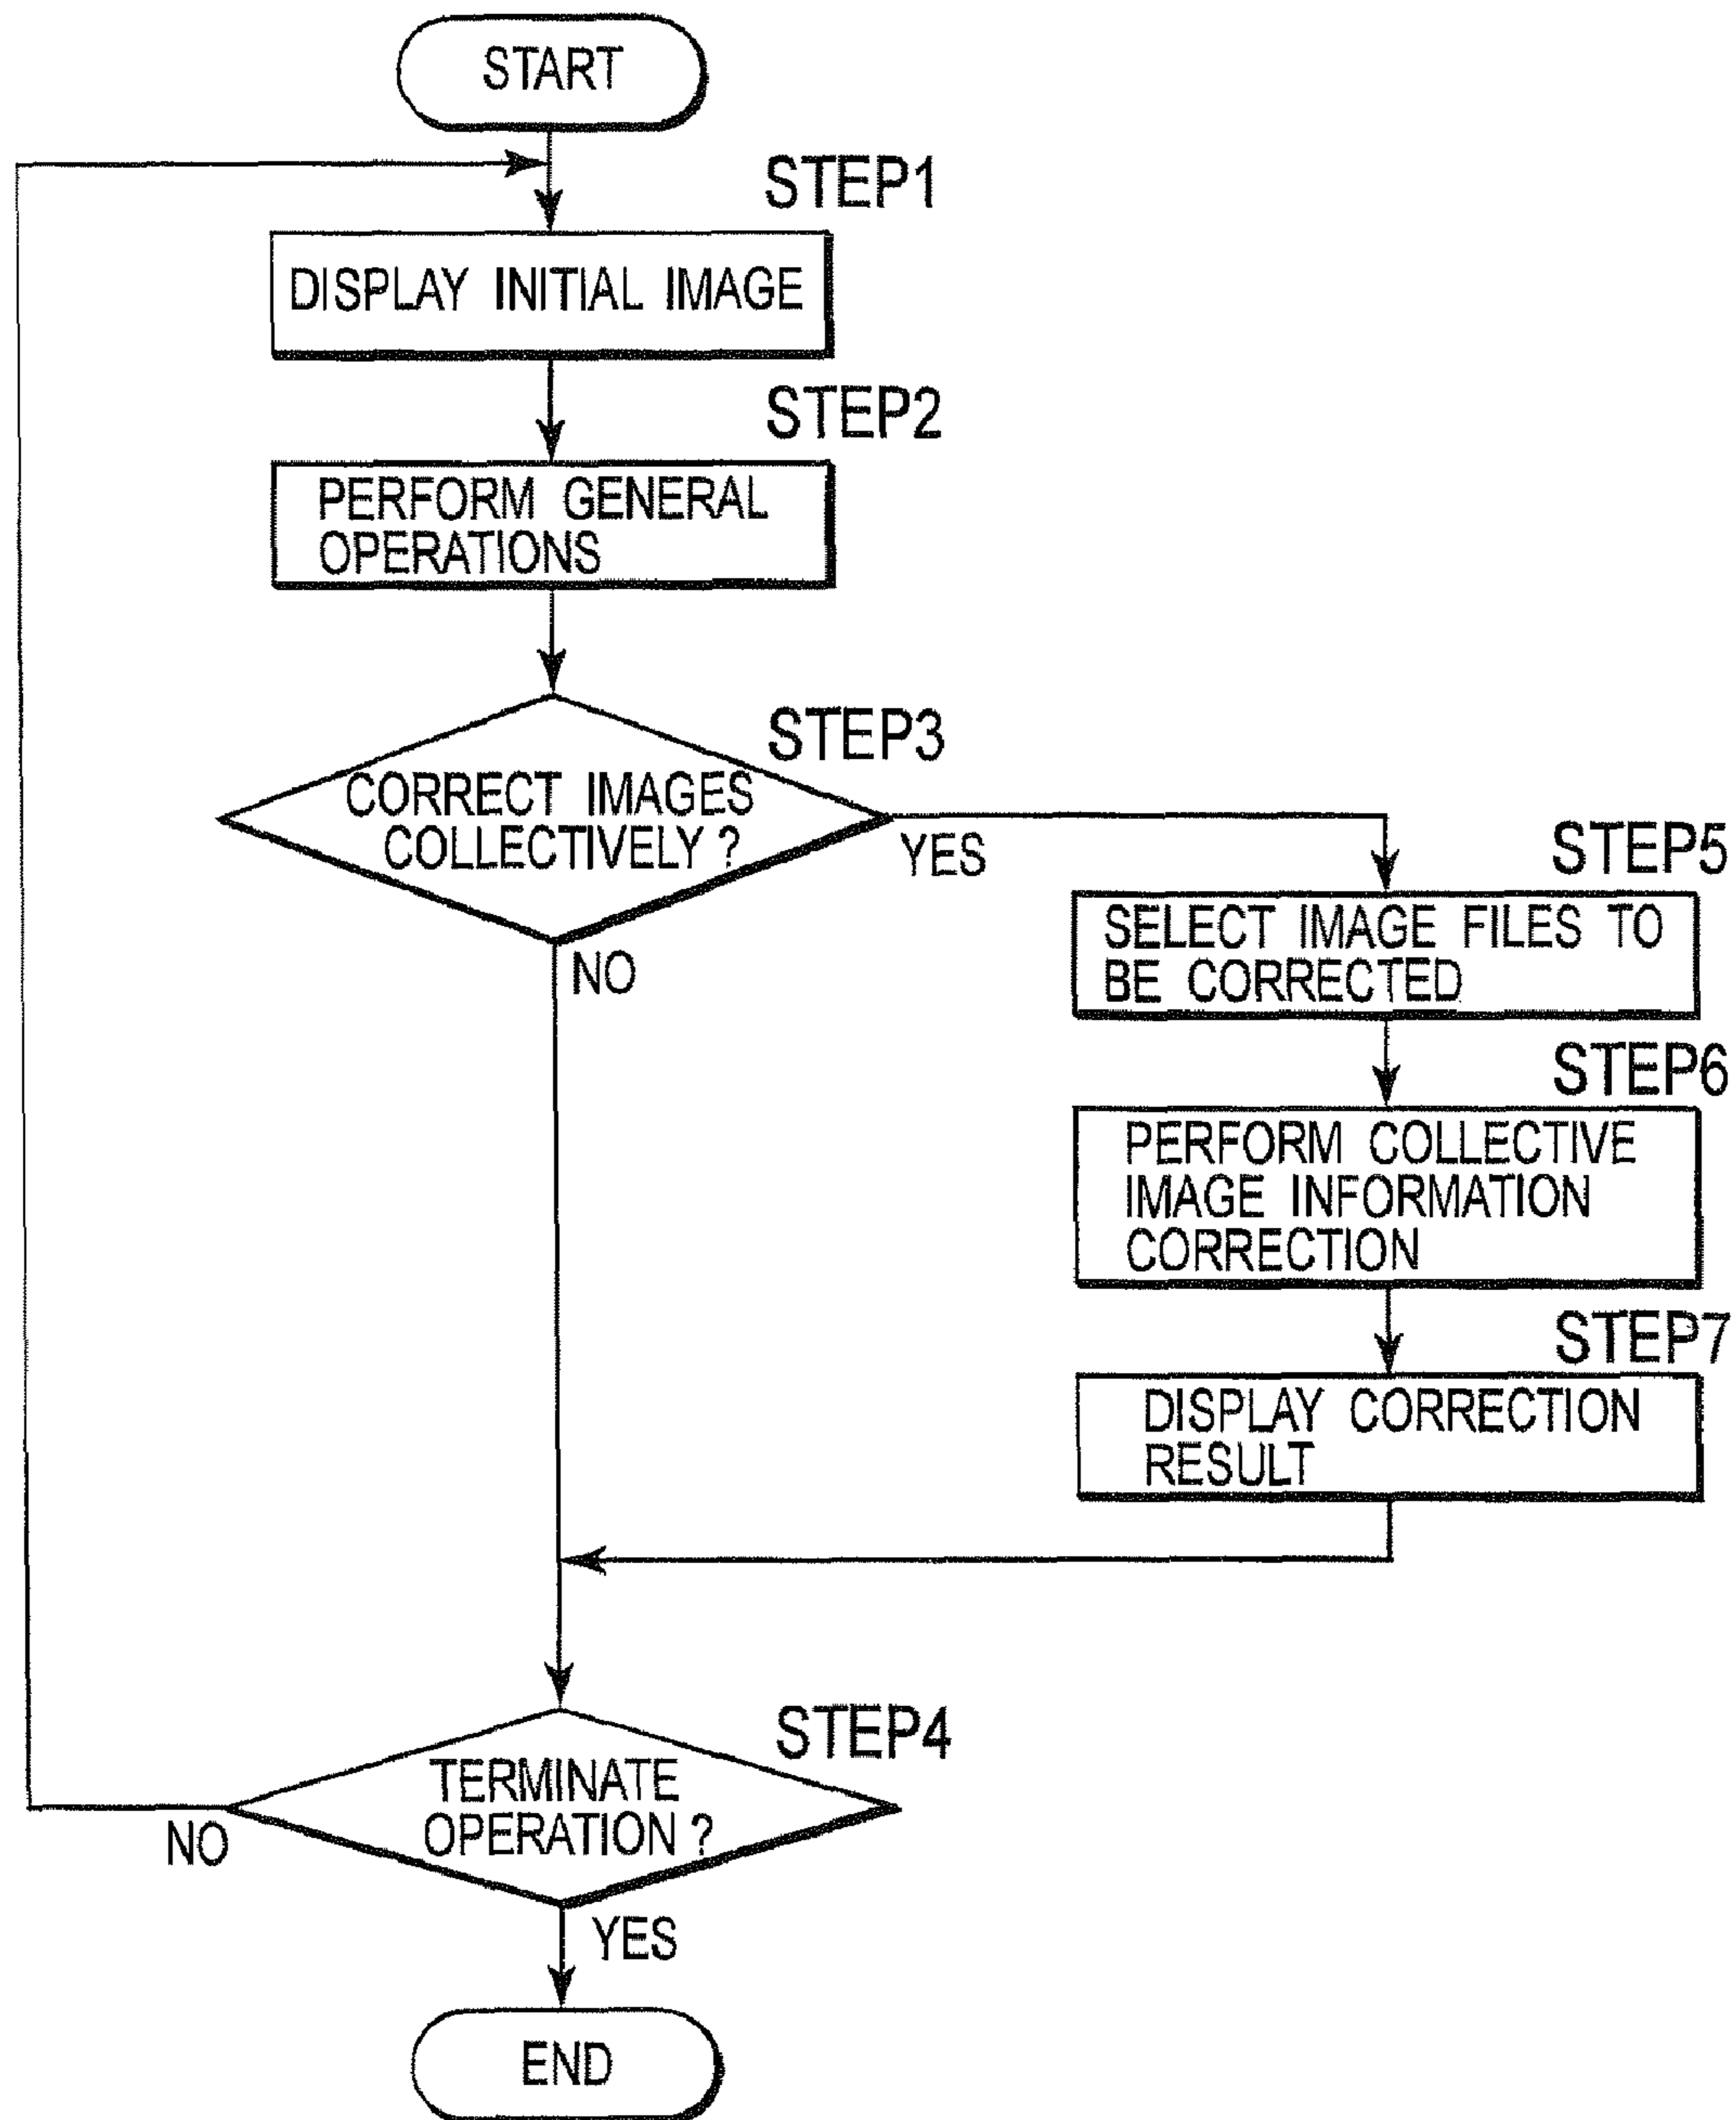 START
STEP1
DISPLAY INITIAL IMAGE
STEP2
PERFORM GENERAL
OPERATIONS
STEP3
CORRECT IMAGES
COLLECTIVELY ?
YES
NO
STEP5
SELECT IMAGE FILES TO
BE CORRECTED
STEP6
PERFORM COLLECTIVE
IMAGE INFORMATION
CORRECTION
STEP7
DISPLAY CORRECTION
RESULT
STEP4
TERMINATE
OPERATION ?
NO
YES
END